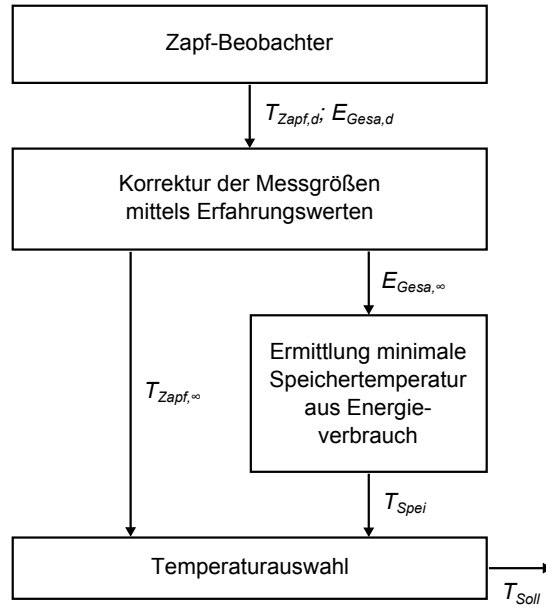 Zapf-Beobachter
T_Zapf,d; E_Gesa,d
Korrektur der Messgrößen
mittels Erfahrungswerten
E_Gesa,∞
Ermittlung minimale
Speichertemperatur
aus Energie-
verbrauch
T_Zapf,∞
T_Spei
Temperaturauswahl
T_Soll